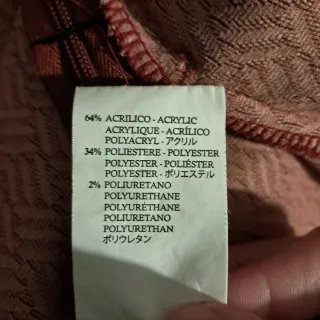 64% ACRILICO - ACRYLIC
ACRYLIQUE - ACRÍLICO
POLYACRYL - アクリル
34% POLIESTERE - POLYESTER
POLYESTER - POLIÉSTER
POLYESTER - ポリエステル
2% POLIURETANO
POLYURETHANE
POLYURÉTHANE
POLIURETANO
POLYURETHAN
ポリウレタン